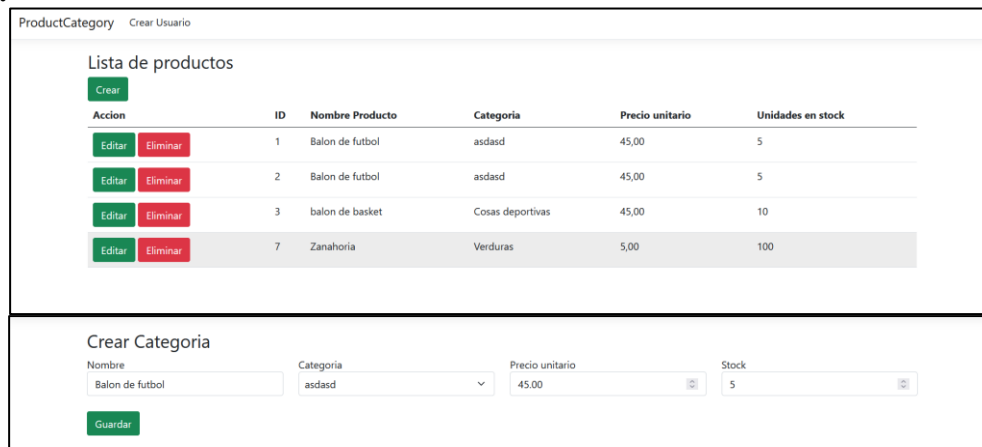 ProductCategory Crear Usuario
Lista de productos
Crear
Accion ID Nombre Producto Categoria Precio unitario Unidades en stock
Editar Eliminar 1 Balon de futbol asdasd 45,00 5
Editar Eliminar 2 Balon de futbol asdasd 45,00 5
Editar Eliminar 3 balon de basket Cosas deportivas 45,00 10
Editar Eliminar 7 Zanahoria Verduras 5,00 100
Crear Categoria
Nombre Categoria Precio unitario Stock
Balon de futbol asdasd 45.00 5
Guardar